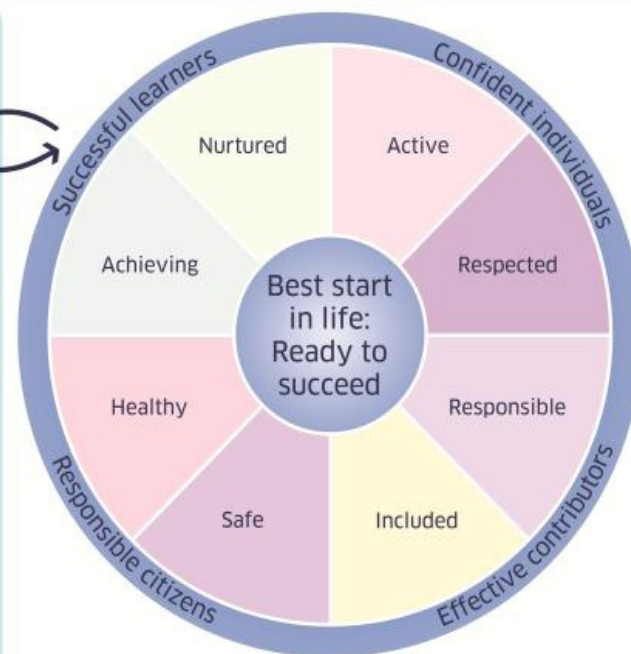 Successful learners
Confident individuals
Nurtured
Active
Achieving
Respected
Best start
in life:
Ready to
succeed
Healthy
Responsible
Safe
Included
Responsible citizens
Effective contributors